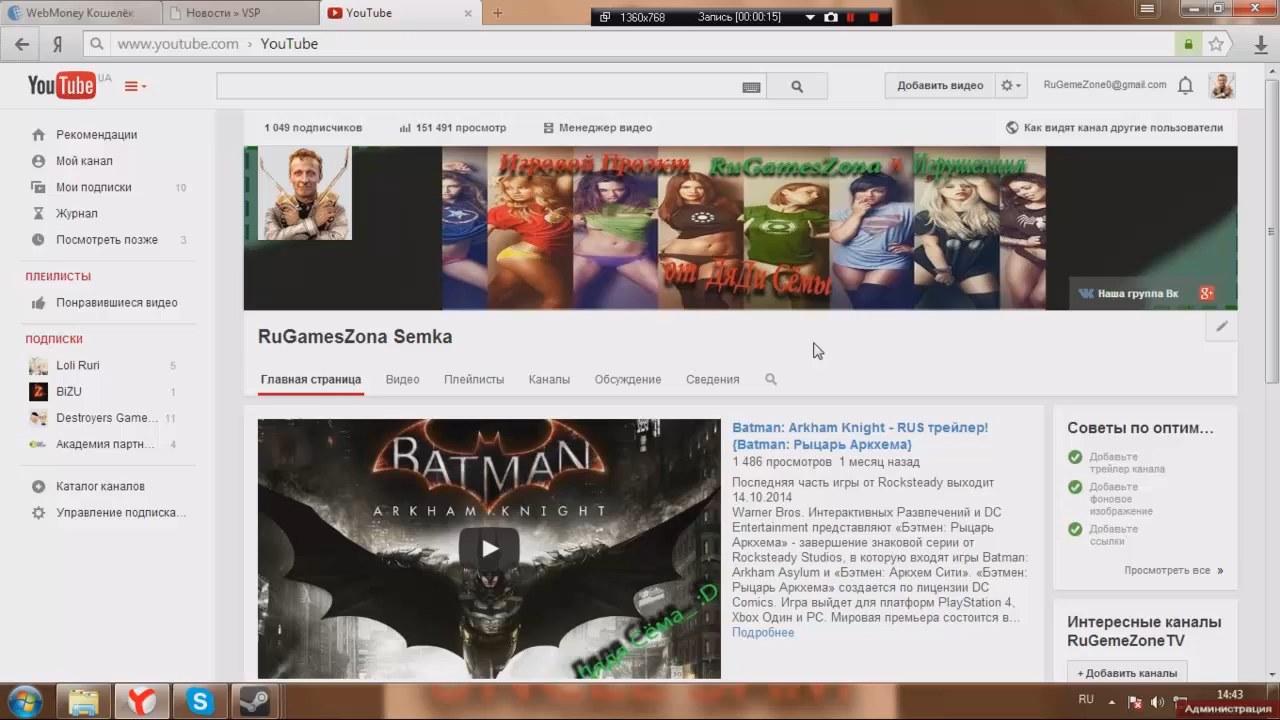 WebMoney Кошелёк
Новости » VSP
YouTube
1360x768
Запись [00:00:15]
www.youtube.com › YouTube
YouTube UA
Добавить видео
RuGemeZone0@gmail.com
Рекомендации
Мой канал
Мои подписки 10
Журнал
Посмотреть позже 3
ПЛЕЙЛИСТЫ
Понравившиеся видео
ПОДПИСКИ
Loli Ruri 5
BiZU 1
Destroyers Game... 11
Академия партн... 4
Каталог каналов
Управление подписка...
1 049 подписчиков
151 491 просмотр
Менеджер видео
Как видят канал другие пользователи
Игровой Проэкт RuGamesZona и Игрушенция
от ДяДи Сёмы
Наша группа Вк
RuGamesZona Semka
Главная страница
Видео
Плейлисты
Каналы
Обсуждение
Сведения
BATMAN
ARKHAM KNIGHT
Дядя Сёма_ :D
Batman: Arkham Knight - RUS трейлер!
{Batman: Рыцарь Аркхема}
1 486 просмотров 1 месяц назад
Последняя часть игры от Rocksteady выходит
14.10.2014
Warner Bros. Интерактивных Развлечений и DC
Entertainment представляют «Бэтмен: Рыцарь
Аркхема» - завершение знаковой серии от
Rocksteady Studios, в которую входят игры Batman:
Arkham Asylum и «Бэтмен: Аркхем Сити». «Бэтмен:
Рыцарь Аркхема» создается по лицензии DC
Comics. Игра выйдет для платформ PlayStation 4,
Xbox Один и PC. Мировая премьера состоится в...
Подробнее
Советы по оптим...
Добавьте
трейлер канала
Добавьте
фоновое
изображение
Добавьте
ссылки
Просмотреть все »
Интересные каналы
RuGemeZoneTV
+ Добавить каналы
RU
14:43
Администрация